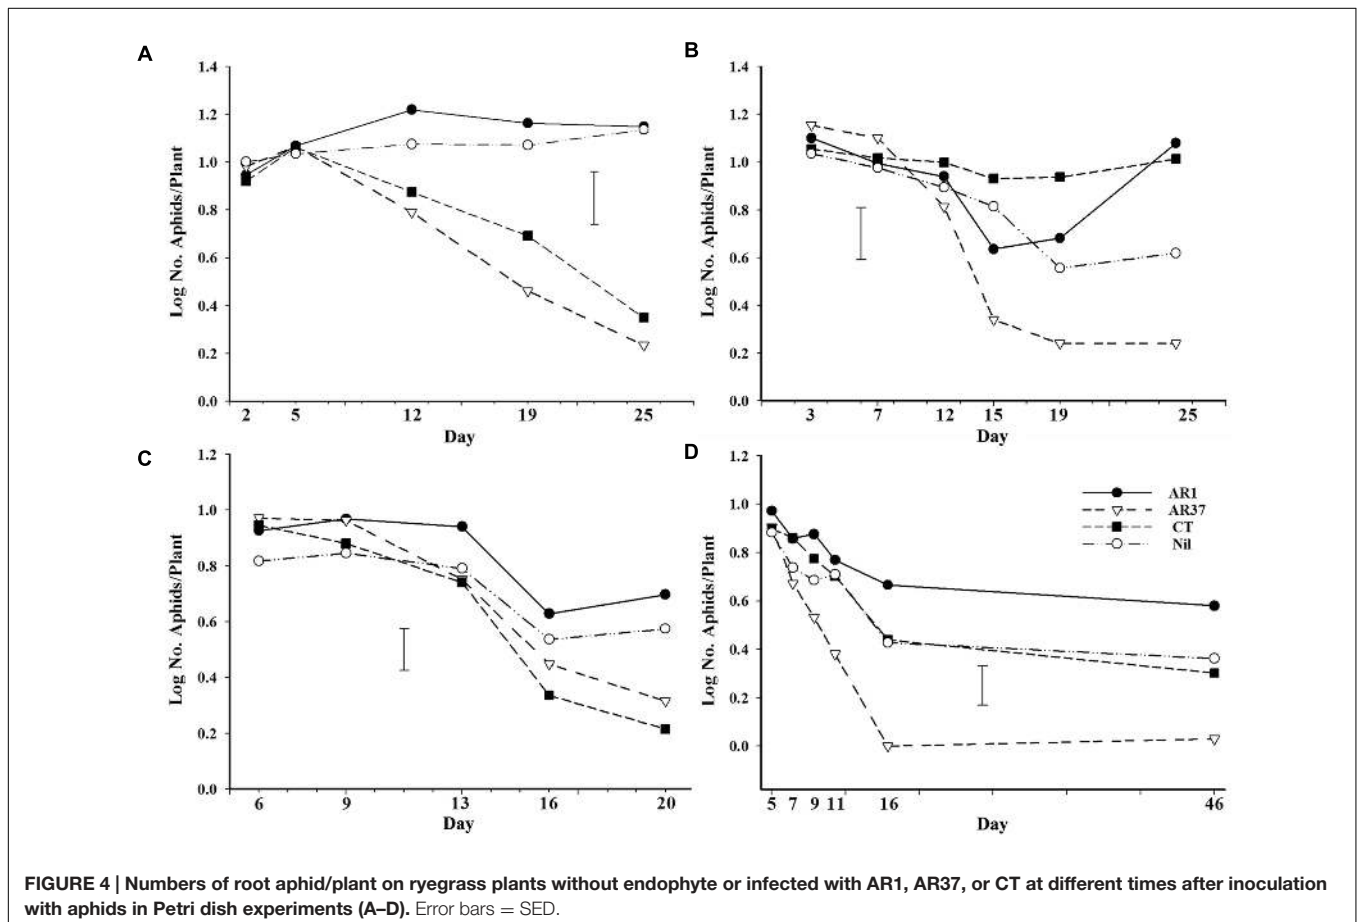 A
1.4
1.2
1.0
0.8
0.6
0.4
0.2
0.0
Log No. Aphids/Plant
2 5 12 19 25
Day
B
1.4
1.2
1.0
0.8
0.6
0.4
0.2
0.0
Log No. Aphids/Plant
3 7 12 15 19 25
Day
C
1.2
1.0
0.8
0.6
0.4
0.2
0.0
Log No. Aphids/Plant
6 9 13 16 20
Day
D
1.2
1.0
0.8
0.6
0.4
0.2
0.0
Log No. Aphids/Plant
AR1
AR37
CT
Nil
5 7 9 11 16 46
Day
FIGURE 4 | Numbers of root aphid/plant on ryegrass plants without endophyte or infected with AR1, AR37, or CT at different times after inoculation
with aphids in Petri dish experiments (A–D). Error bars = SED.